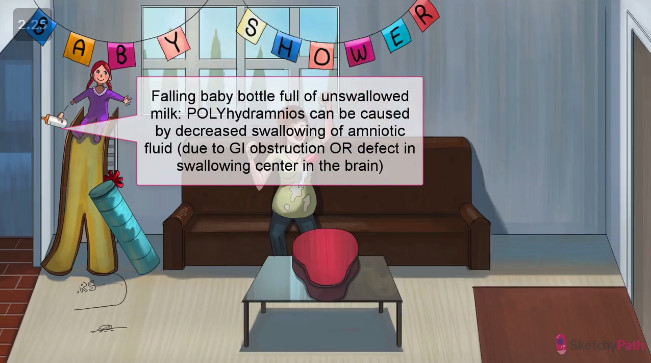 2.25
BABY SHOWER
Falling baby bottle full of unswallowed
milk: POLYhydramnios can be caused
by decreased swallowing of amniotic
fluid (due to GI obstruction OR defect in
swallowing center in the brain)
SketchyPath